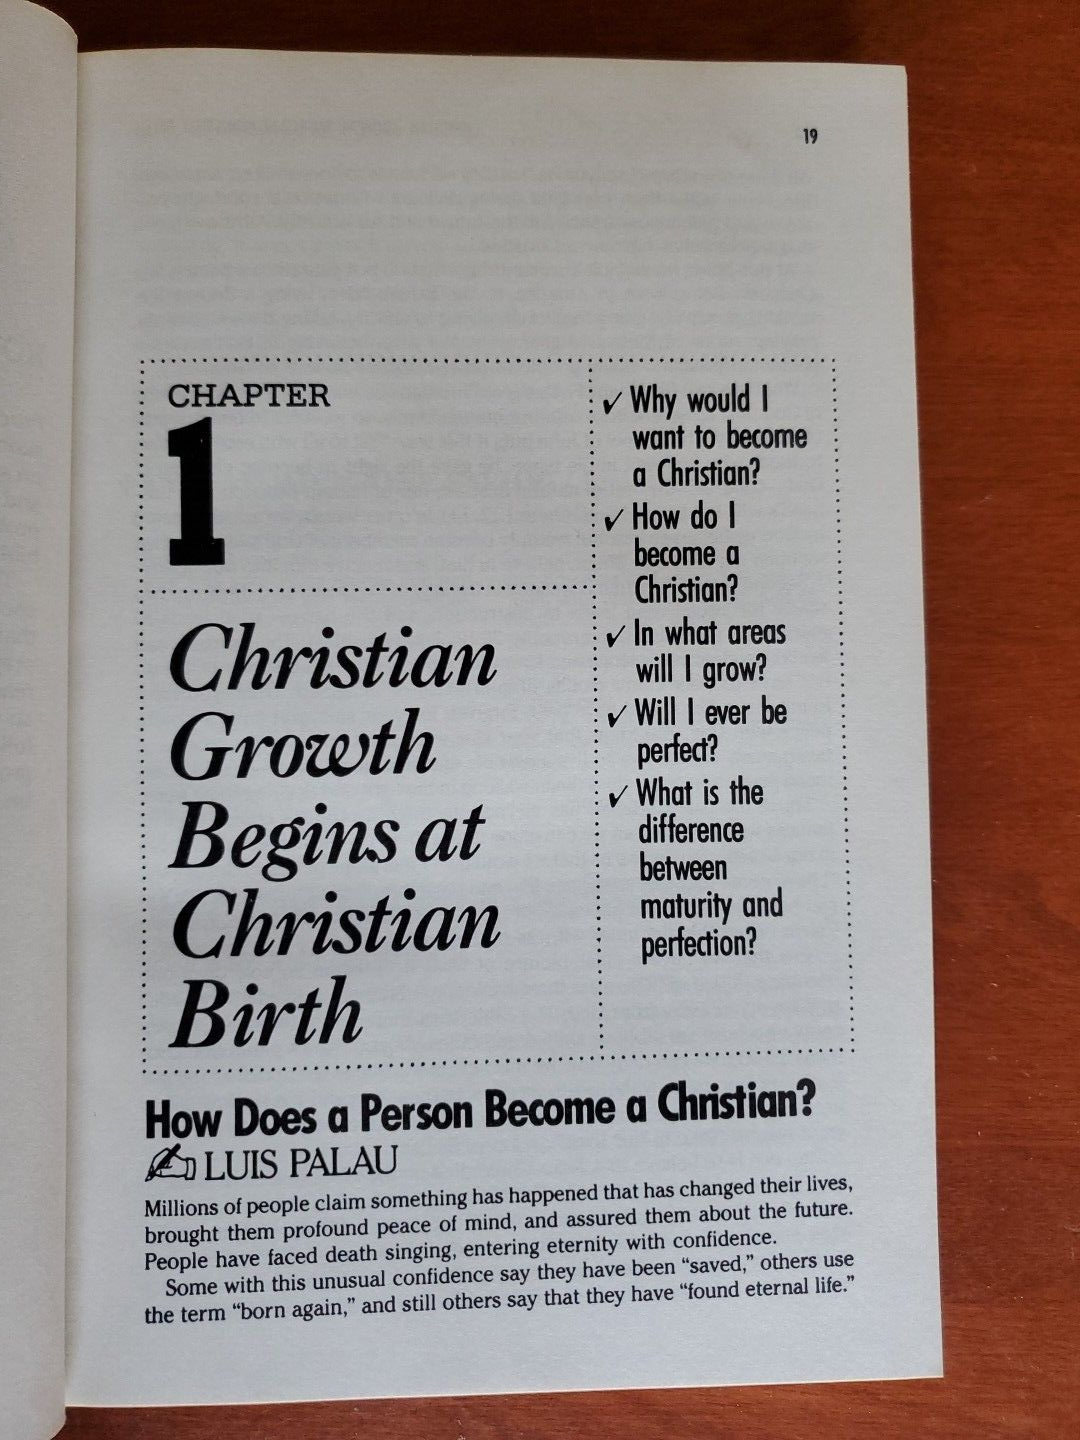 19
CHAPTER
1
Christian
Growth
Begins at
Christian
Birth
✓ Why would I
want to become
a Christian?
✓ How do I
become a
Christian?
✓ In what areas
will I grow?
✓ Will I ever be
perfect?
✓ What is the
difference
between
maturity and
perfection?
How Does a Person Become a Christian?
LUIS PALAU
Millions of people claim something has happened that has changed their lives,
brought them profound peace of mind, and assured them about the future.
People have faced death singing, entering eternity with confidence.
Some with this unusual confidence say they have been “saved,” others use
the term “born again,” and still others say that they have “found eternal life.”